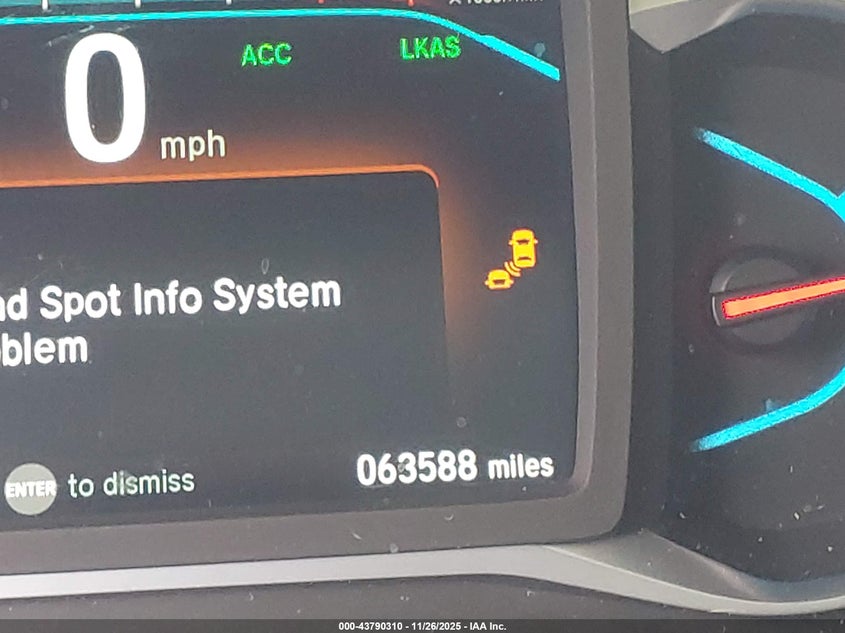 0 mph
ACC
LKAS
nd Spot Info System
blem
ENTER to dismiss
063588 miles
000-43790310 - 11/26/2025 - IAA Inc.